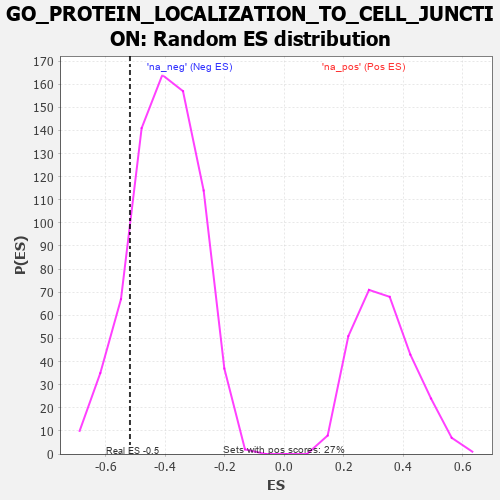 GO_PROTEIN_LOCALIZATION_TO_CELL_JUNCTI
ON: Random ES distribution
'na_neg' (Neg ES)
'na_pos' (Pos ES)
170
160
150
140
130
120
110
100
90
80
70
60
50
40
30
20
10
0
P(ES)
Real ES -0.5
Sets with pos scores: 27%
-0.6 -0.4 -0.2 0.0 0.2 0.4 0.6
ES